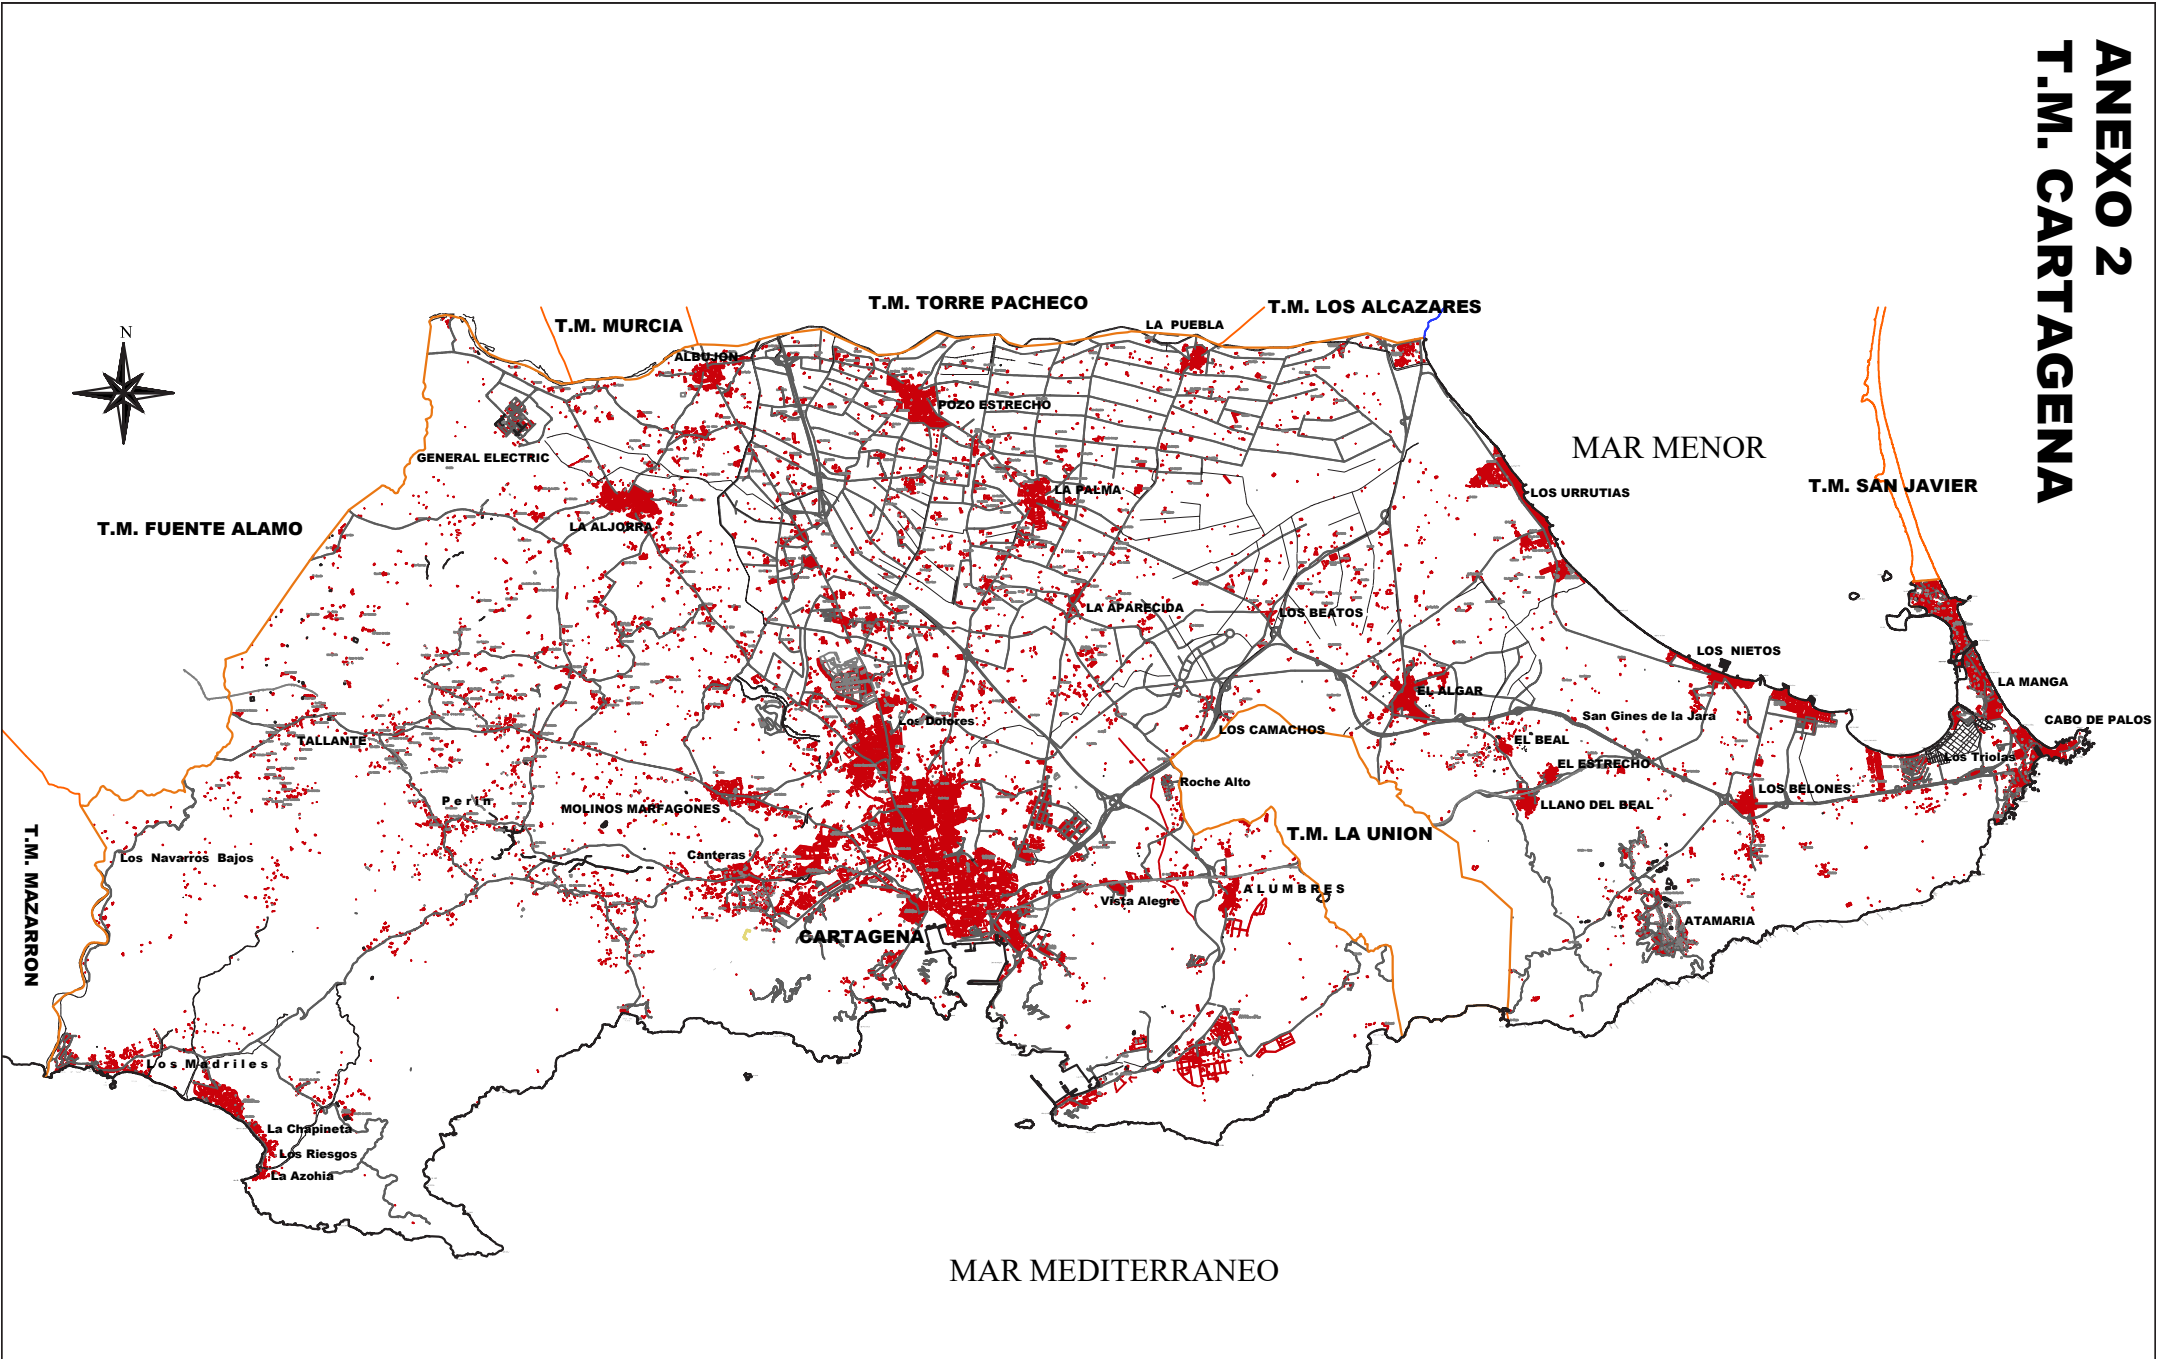 ANEXO 2
T.M. CARTAGENA
N
T.M. MURCIA
T.M. TORRE PACHECO
T.M. LOS ALCAZARES
LA PUEBLA
ALBUJON
POZO ESTRECHO
MAR MENOR
GENERAL ELECTRIC
T.M. SAN JAVIER
LA PALMA
LOS URRUTIAS
T.M. FUENTE ALAMO
LA ALJORRA
LA APARECIDA
LOS BEATOS
LOS NIETOS
LA MANGA
EL ALGAR
San Gines de la Jara
CABO DE PALOS
Los Dolores
LOS CAMACHOS
TALLANTE
EL BEAL
Los Triolas
EL ESTRECHO
Roche Alto
LOS BELONES
Perin
MOLINOS MARFAGONES
LLANO DEL BEAL
T.M. LA UNION
T.M. MAZARRON
Los Navarros Bajos
Canteras
ALUMBRES
Vista Alegre
ATAMARIA
CARTAGENA
Los Madriles
La Chapineta
Los Riesgos
La Azohia
MAR MEDITERRANEO